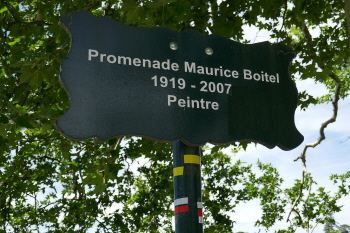 Promenade Maurice Boitel
1919 - 2007
Peintre